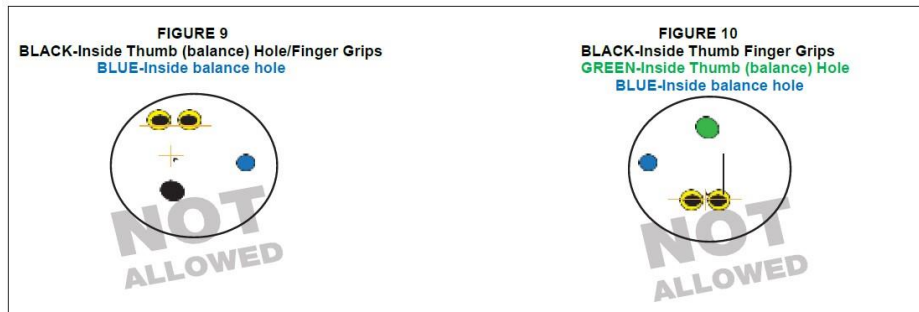 FIGURE 9
BLACK-Inside Thumb (balance) Hole/Finger Grips
BLUE-Inside balance hole
NOT
ALLOWED
FIGURE 10
BLACK-Inside Thumb Finger Grips
GREEN-Inside Thumb (balance) Hole
BLUE-Inside balance hole
NOT
ALLOWED